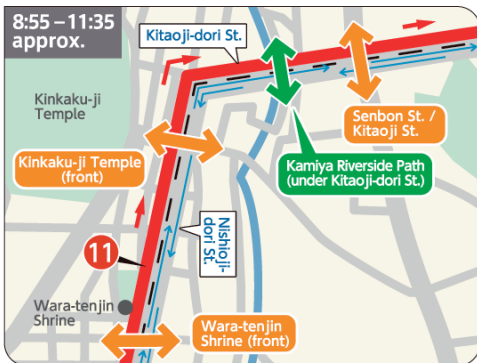 8:55 – 11:35
approx.
Kitaoji-dori St.
Kinkaku-ji
Temple
Senbon St. /
Kitaoji St.
Kinkaku-ji Temple
(front)
Kamiya Riverside Path
(under Kitaoji-dori St.)
Nishioji-
dori St.
11
Wara-tenjin
Shrine
Wara-tenjin
Shrine (front)